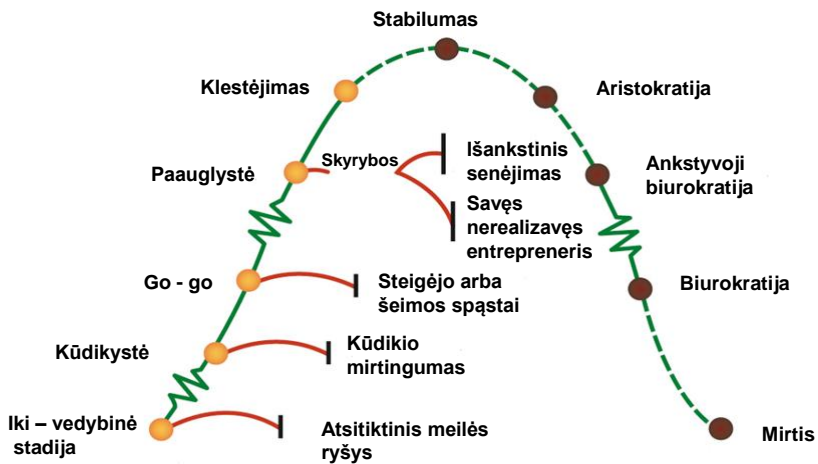 Stabilumas
Klestėjimas
Aristokratija
Paauglystė
Skyrybos
Išankstinis
senėjimas
Ankstyvoji
biurokratija
Savęs
nerealizavęs
entrepreneris
Go - go
Steigėjo arba
šeimos spąstai
Biurokratija
Kūdikystė
Kūdikio
mirtingumas
Iki – vedybinė
stadija
Atsitiktinis meilės
ryšys
Mirtis